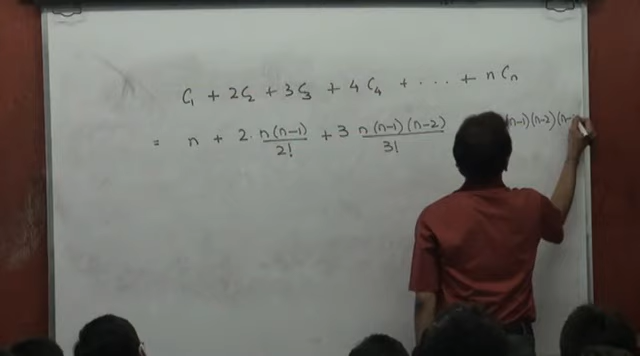 C₁ + 2C₂ + 3C₃ + 4C₄ + ... + nCₙ
= n + 2. n(n-1)/2! + 3 n(n-1)(n-2)/3! (n-1)(n-2)(n-